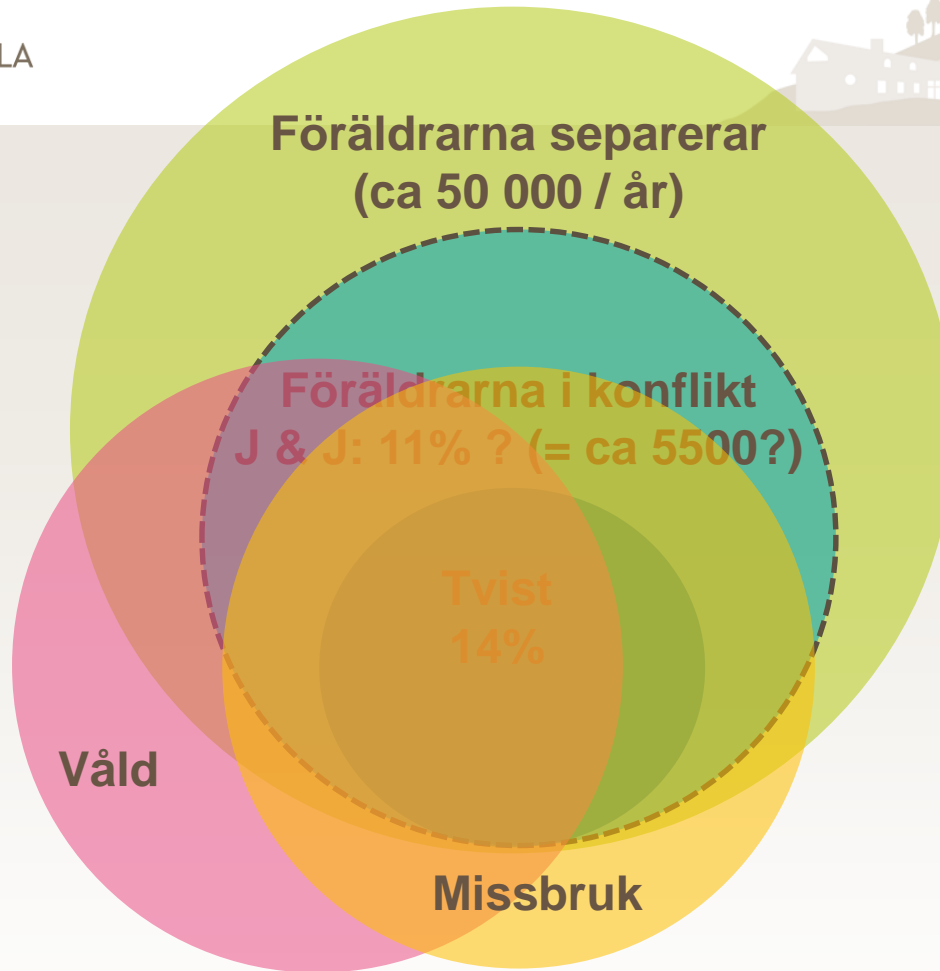 LA
Föräldrarna separerar
(ca 50 000 / år)
Föräldrarna i konflikt
J & J: 11% ? (= ca 5500?)
Tvist
14%
Våld
Missbruk